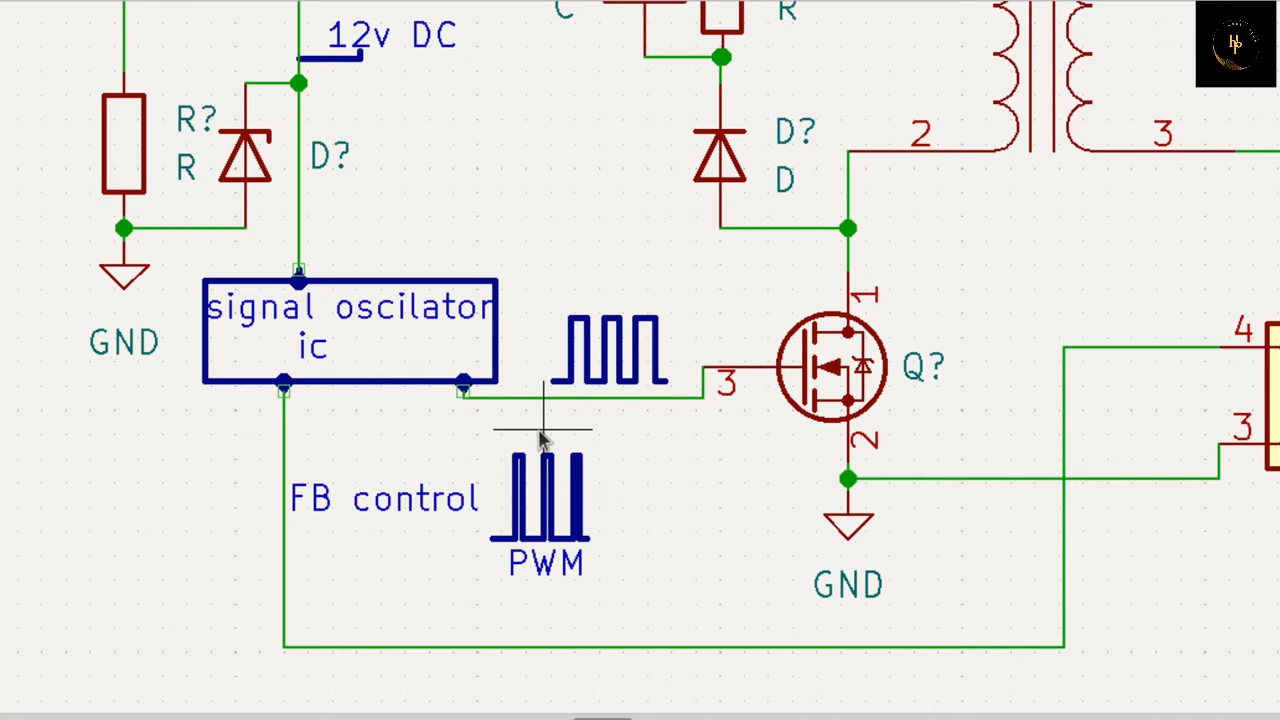 C
R
12v DC
R?
R
D?
D?
D
2
3
GND
signal oscilator
ic
1
3
Q?
2
4
3
FB control
PWM
GND